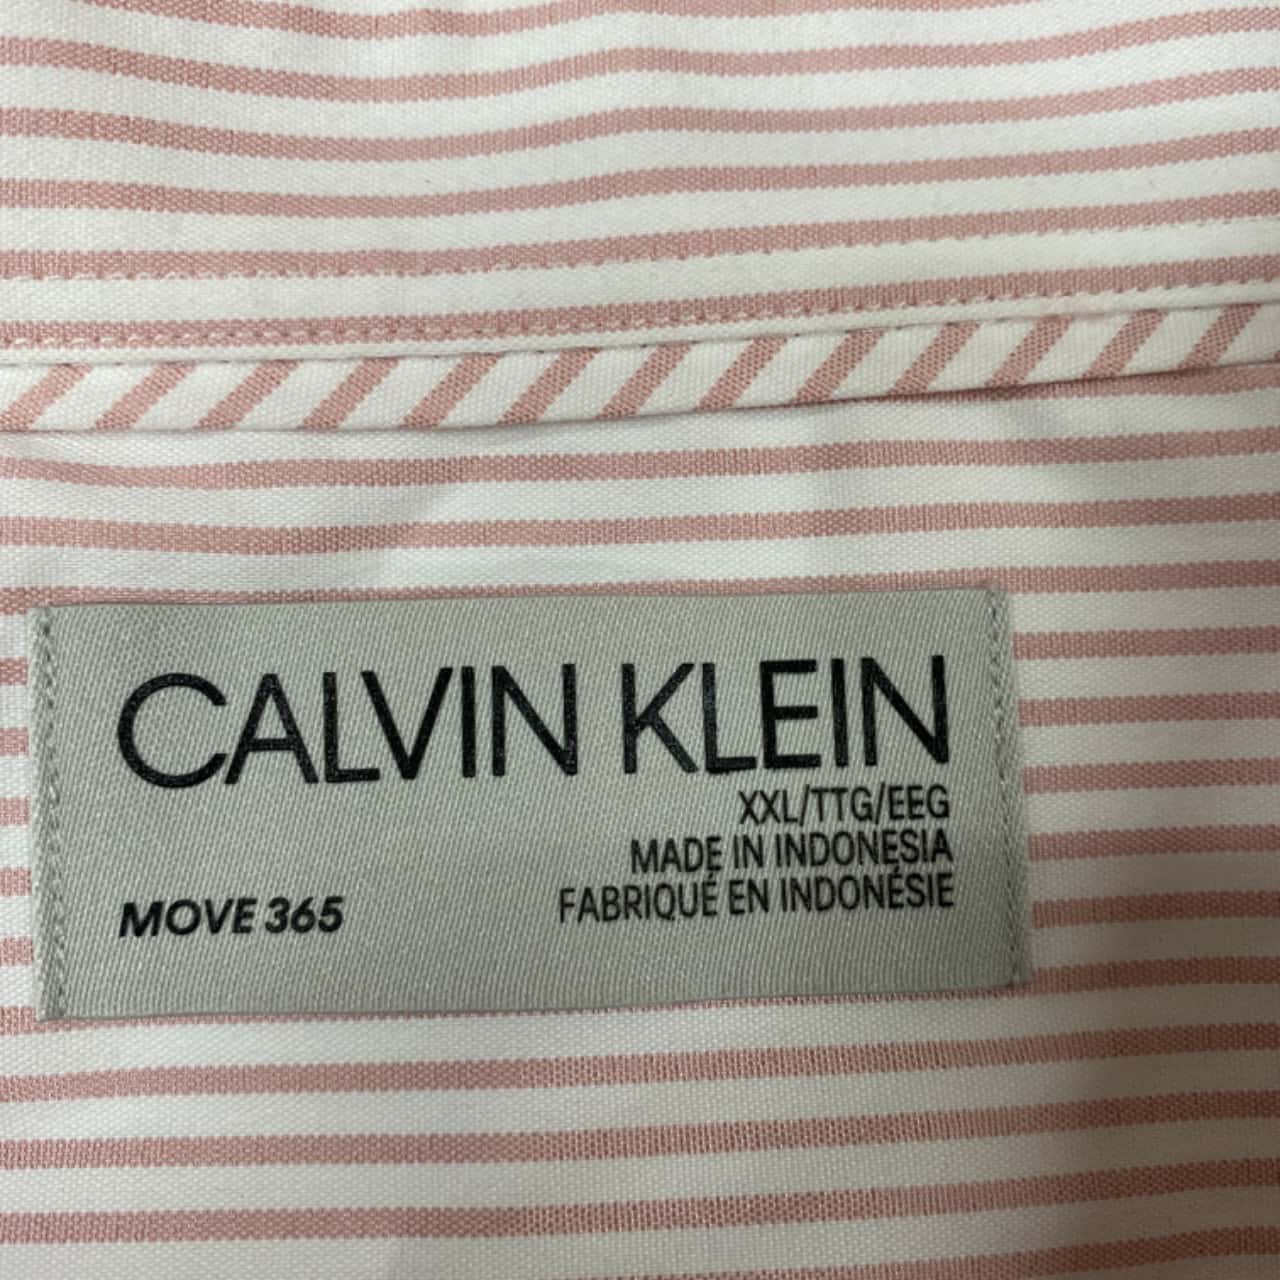 CALVIN KLEIN
XXL/TTG/EEG
MADE IN INDONESIA
FABRIQUÉ EN INDONÉSIE
MOVE 365